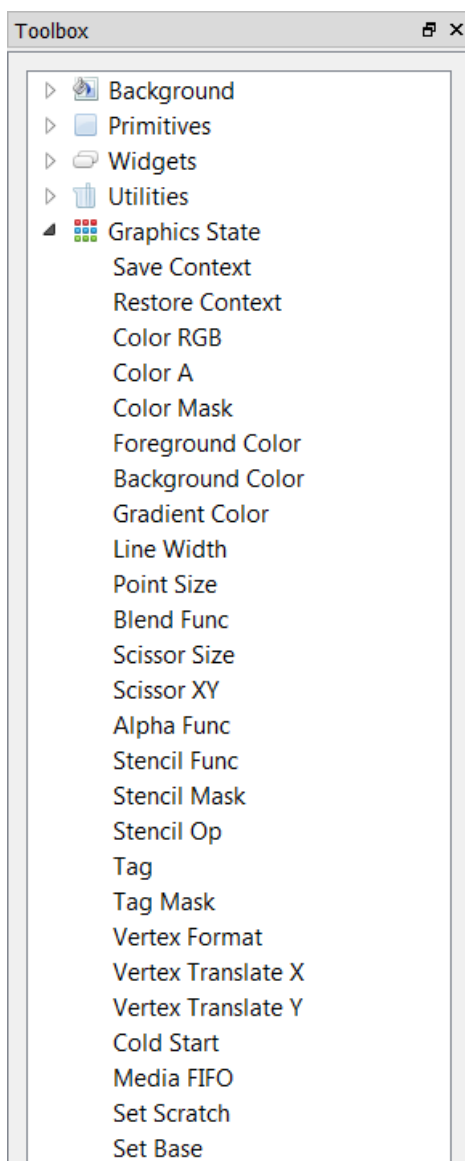 Toolbox
Background
Primitives
Widgets
Utilities
Graphics State
Save Context
Restore Context
Color RGB
Color A
Color Mask
Foreground Color
Background Color
Gradient Color
Line Width
Point Size
Blend Func
Scissor Size
Scissor XY
Alpha Func
Stencil Func
Stencil Mask
Stencil Op
Tag
Tag Mask
Vertex Format
Vertex Translate X
Vertex Translate Y
Cold Start
Media FIFO
Set Scratch
Set Base